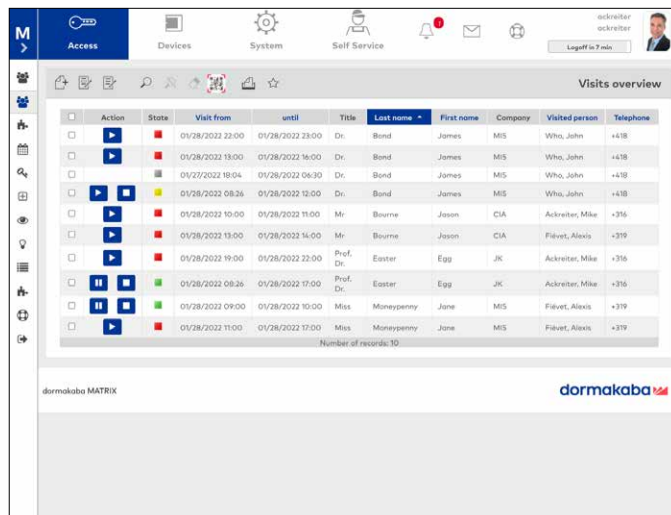 M
Access
Devices
System
Self Service
ackreiter
ackreiter
Logoff in 7 min
Visits overview
Action State Visit from until Title Last name First name Company Visited person Telephone
01/28/2022 22:00 01/28/2022 23:00 Dr. Bond James MI5 Who, John +418
01/28/2022 13:00 01/28/2022 16:00 Dr. Bond James MI5 Who, John +418
01/27/2022 18:04 01/28/2022 06:30 Dr. Bond James MI5 Who, John +418
01/28/2022 08:26 01/28/2022 12:00 Dr. Bond James MI5 Who, John +418
01/28/2022 10:00 01/28/2022 11:00 Mr Bourne Jason CIA Ackreiter, Mike +316
01/28/2022 13:00 01/28/2022 14:00 Mr Bourne Jason CIA Fiévet, Alexis +319
01/28/2022 19:00 01/28/2022 22:00 Prof. Dr. Easter Egg JK Ackreiter, Mike +316
01/28/2022 08:26 01/28/2022 17:00 Prof. Dr. Easter Egg JK Ackreiter, Mike +316
01/28/2022 09:00 01/28/2022 10:00 Miss Moneypenny Jane MI5 Fiévet, Alexis +319
01/28/2022 11:00 01/28/2022 17:00 Miss Moneypenny Jane MI5 Fiévet, Alexis +319
Number of records: 10
dormakaba MATRIX
dormakaba